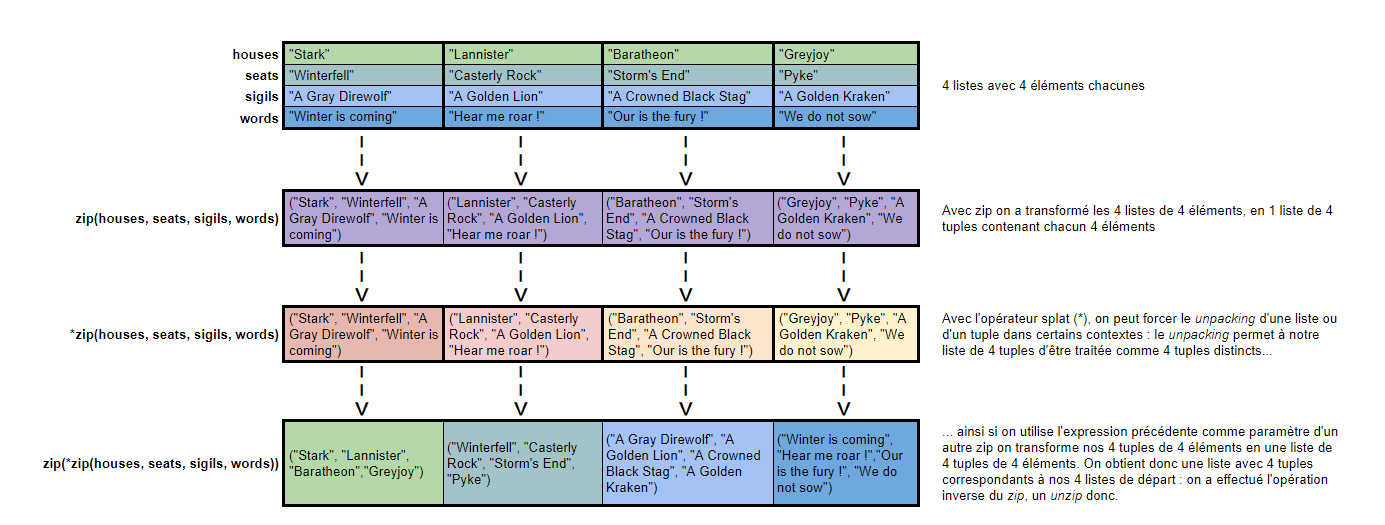 houses "Stark" "Lannister" "Baratheon" "Greyjoy"
seats "Winterfell" "Casterly Rock" "Storm's End" "Pyke"
sigils "A Gray Direwolf" "A Golden Lion" "A Crowned Black Stag" "A Golden Kraken"
words "Winter is coming" "Hear me roar !" "Our is the fury !" "We do not sow"
4 listes avec 4 éléments chacunes
zip(houses, seats, sigils, words)
("Stark", "Winterfell", "A
Gray Direwolf", "Winter is
coming")
("Lannister", "Casterly
Rock", "A Golden Lion",
"Hear me roar !")
("Baratheon", "Storm's
End", "A Crowned Black
Stag", "Our is the fury !")
("Greyjoy", "Pyke", "A
Golden Kraken", "We
do not sow")
Avec zip on a transformé les 4 listes de 4 éléments, en 1 liste de 4
tuples contenant chacun 4 éléments
*zip(houses, seats, sigils, words)
("Stark", "Winterfell", "A
Gray Direwolf", "Winter is
coming")
("Lannister", "Casterly
Rock", "A Golden Lion",
"Hear me roar !")
("Baratheon", "Storm's
End", "A Crowned Black
Stag", "Our is the fury !")
("Greyjoy", "Pyke", "A
Golden Kraken", "We
do not sow")
Avec l'opérateur splat (*), on peut forcer le unpacking d'une liste ou
d'un tuple dans certains contextes : le unpacking permet à notre
liste de 4 tuples d'être traitée comme 4 tuples distincts...
zip(*zip(houses, seats, sigils, words))
("Stark", "Lannister",
"Baratheon","Greyjoy")
("Winterfell", "Casterly
Rock", "Storm's End",
"Pyke")
("A Gray Direwolf", "A
Golden Lion", "A Crowned
Black Stag", "A Golden
Kraken")
("Winter is coming",
"Hear me roar !","Our
is the fury !", "We do
not sow")
... ainsi si on utilise l'expression précédente comme paramètre d'un
autre zip on transforme nos 4 tuples de 4 éléments en une liste de
4 tuples de 4 éléments. On obtient donc une liste avec 4 tuples
correspondants à nos 4 listes de départ : on a effectué l'opération
inverse du zip, un unzip donc.